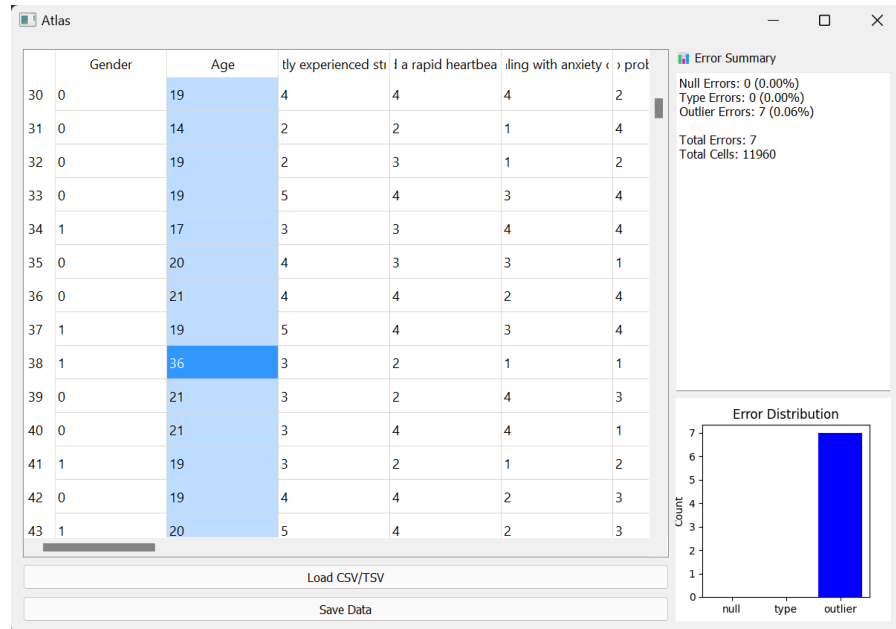 Atlas
Gender Age tly experienced stre d a rapid heartbea ling with anxiety o prob
30 0 19 4 4 4 2
31 0 14 2 2 1 4
32 0 19 2 3 1 2
33 0 19 5 4 3 4
34 1 17 3 3 4 4
35 0 20 4 3 3 1
36 0 21 4 4 2 4
37 1 19 5 4 3 4
38 1 36 3 2 1 1
39 0 21 3 2 4 3
40 0 21 3 4 4 1
41 1 19 3 2 1 2
42 0 19 4 4 2 3
43 1 20 5 4 2 3
Load CSV/TSV
Save Data
Error Summary
Null Errors: 0 (0.00%)
Type Errors: 0 (0.00%)
Outlier Errors: 7 (0.06%)
Total Errors: 7
Total Cells: 11960
Error Distribution
Count
7
6
5
4
3
2
1
0
null type outlier